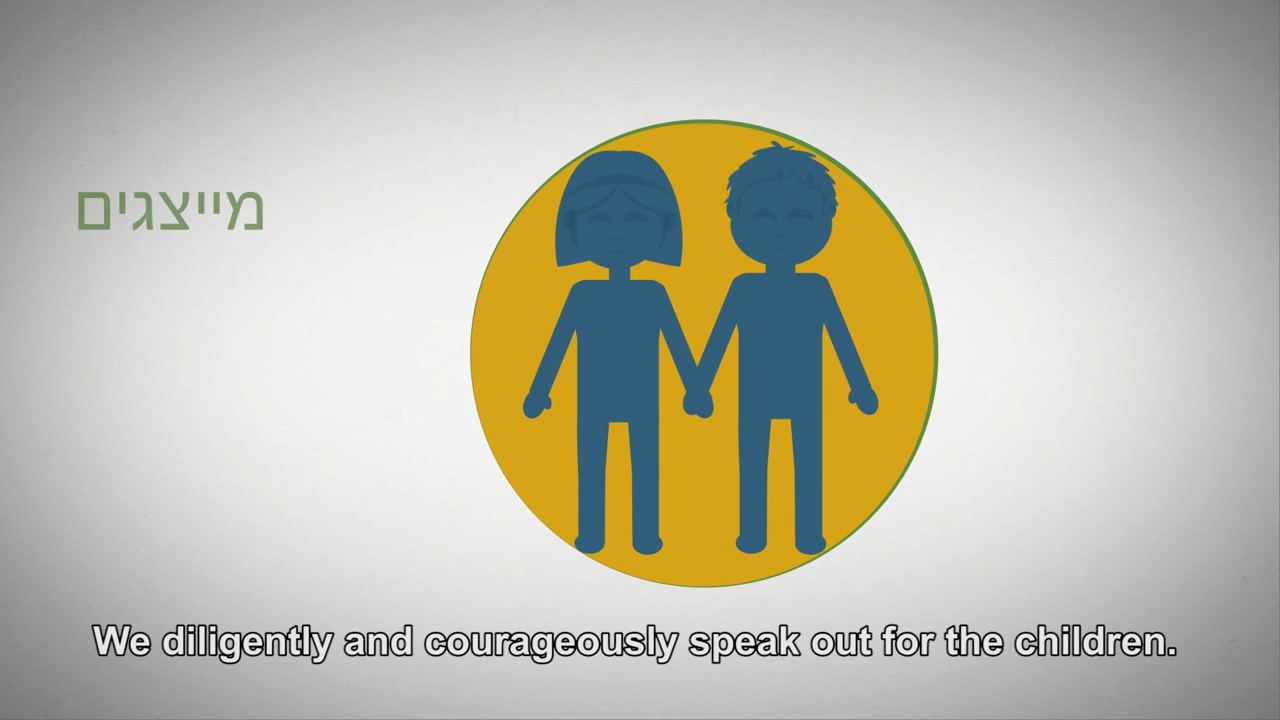 מייצגים
We diligently and courageously speak out for the children.